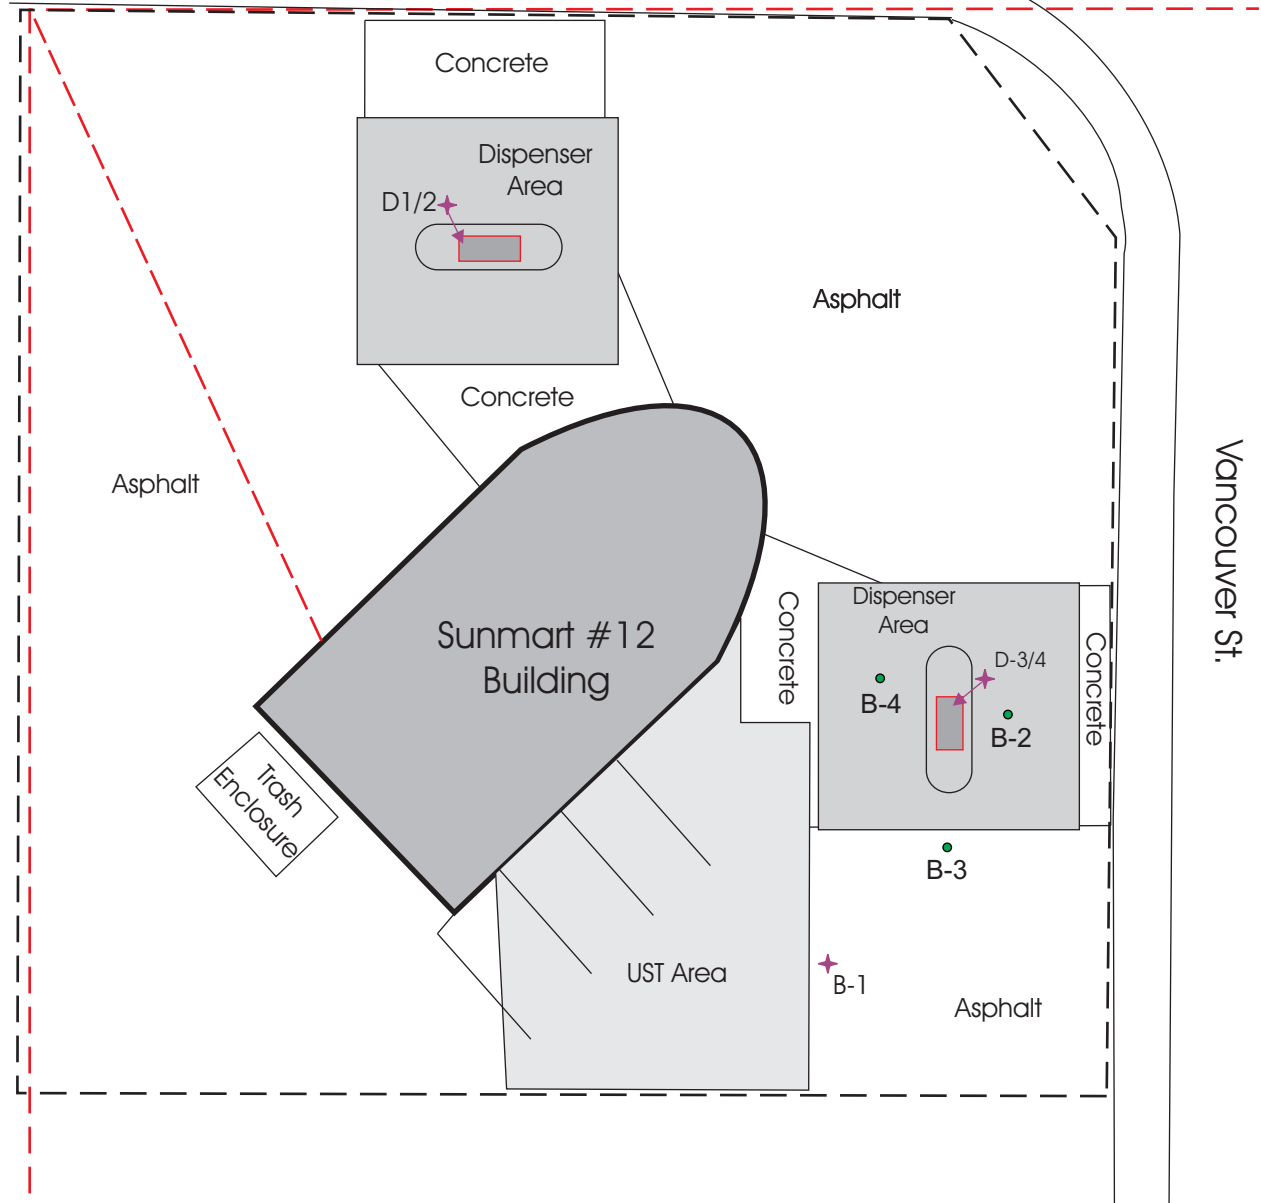 Concrete
Dispenser
Area
D1/2
Asphalt
Concrete
Asphalt
Vancouver St.
Sunmart #12
Building
Concrete
Dispenser
Area
D-3/4
B-4
B-2
Concrete
Trash
Enclosure
B-3
UST Area
B-1
Asphalt